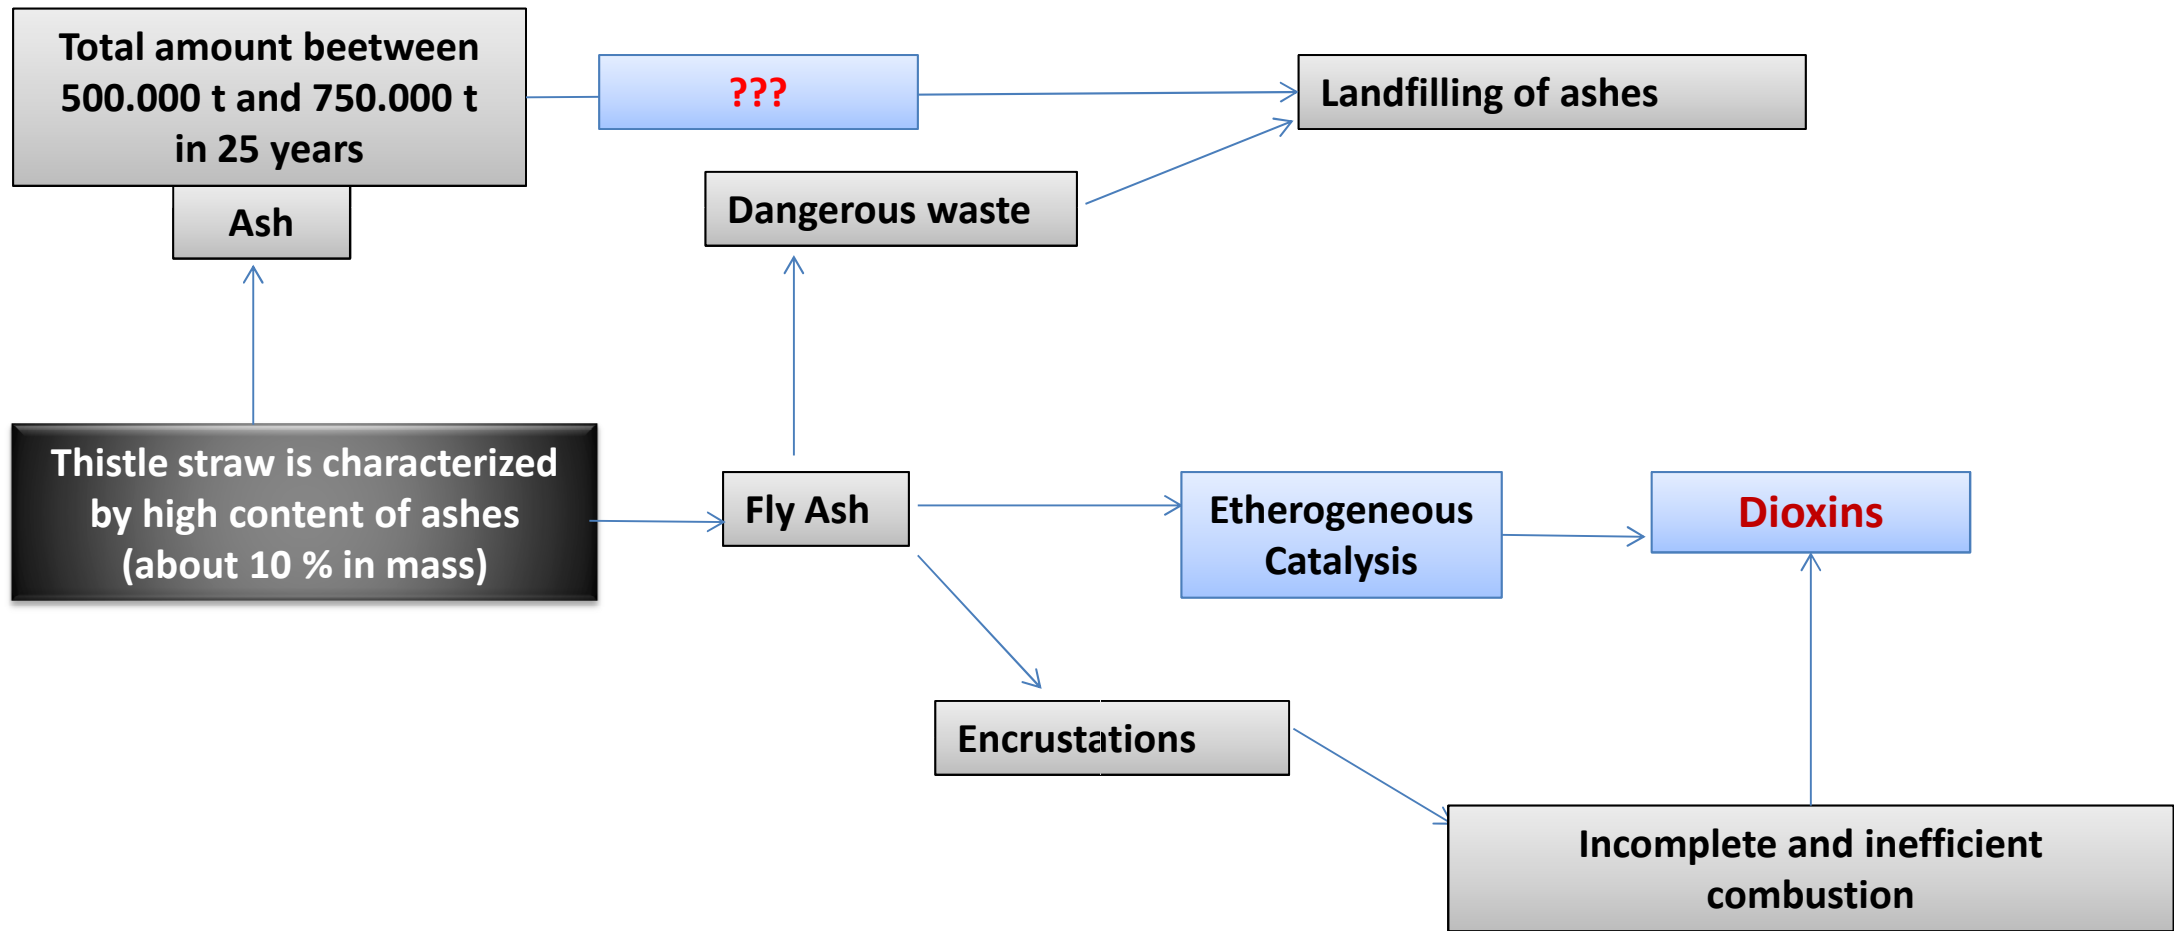 Total amount beetween
500.000 t and 750.000 t
in 25 years
???
Landfilling of ashes
Ash
Dangerous waste
Thistle straw is characterized
by high content of ashes
(about 10 % in mass)
Fly Ash
Etherogeneous
Catalysis
Dioxins
Encrustations
Incomplete and inefficient
combustion